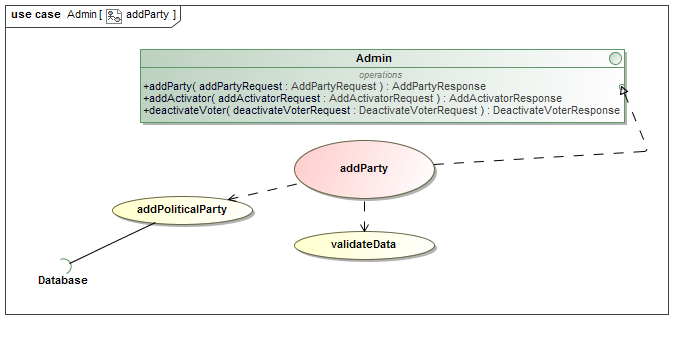 use case Admin [ addParty ]
Admin
operations
+addParty( addPartyRequest : AddPartyRequest ) : AddPartyResponse
+addActivator( addActivatorRequest : AddActivatorRequest ) : AddActivatorResponse
+deactivateVoter( deactivateVoterRequest : DeactivateVoterRequest ) : DeactivateVoterResponse
addParty
addPoliticalParty
validateData
Database